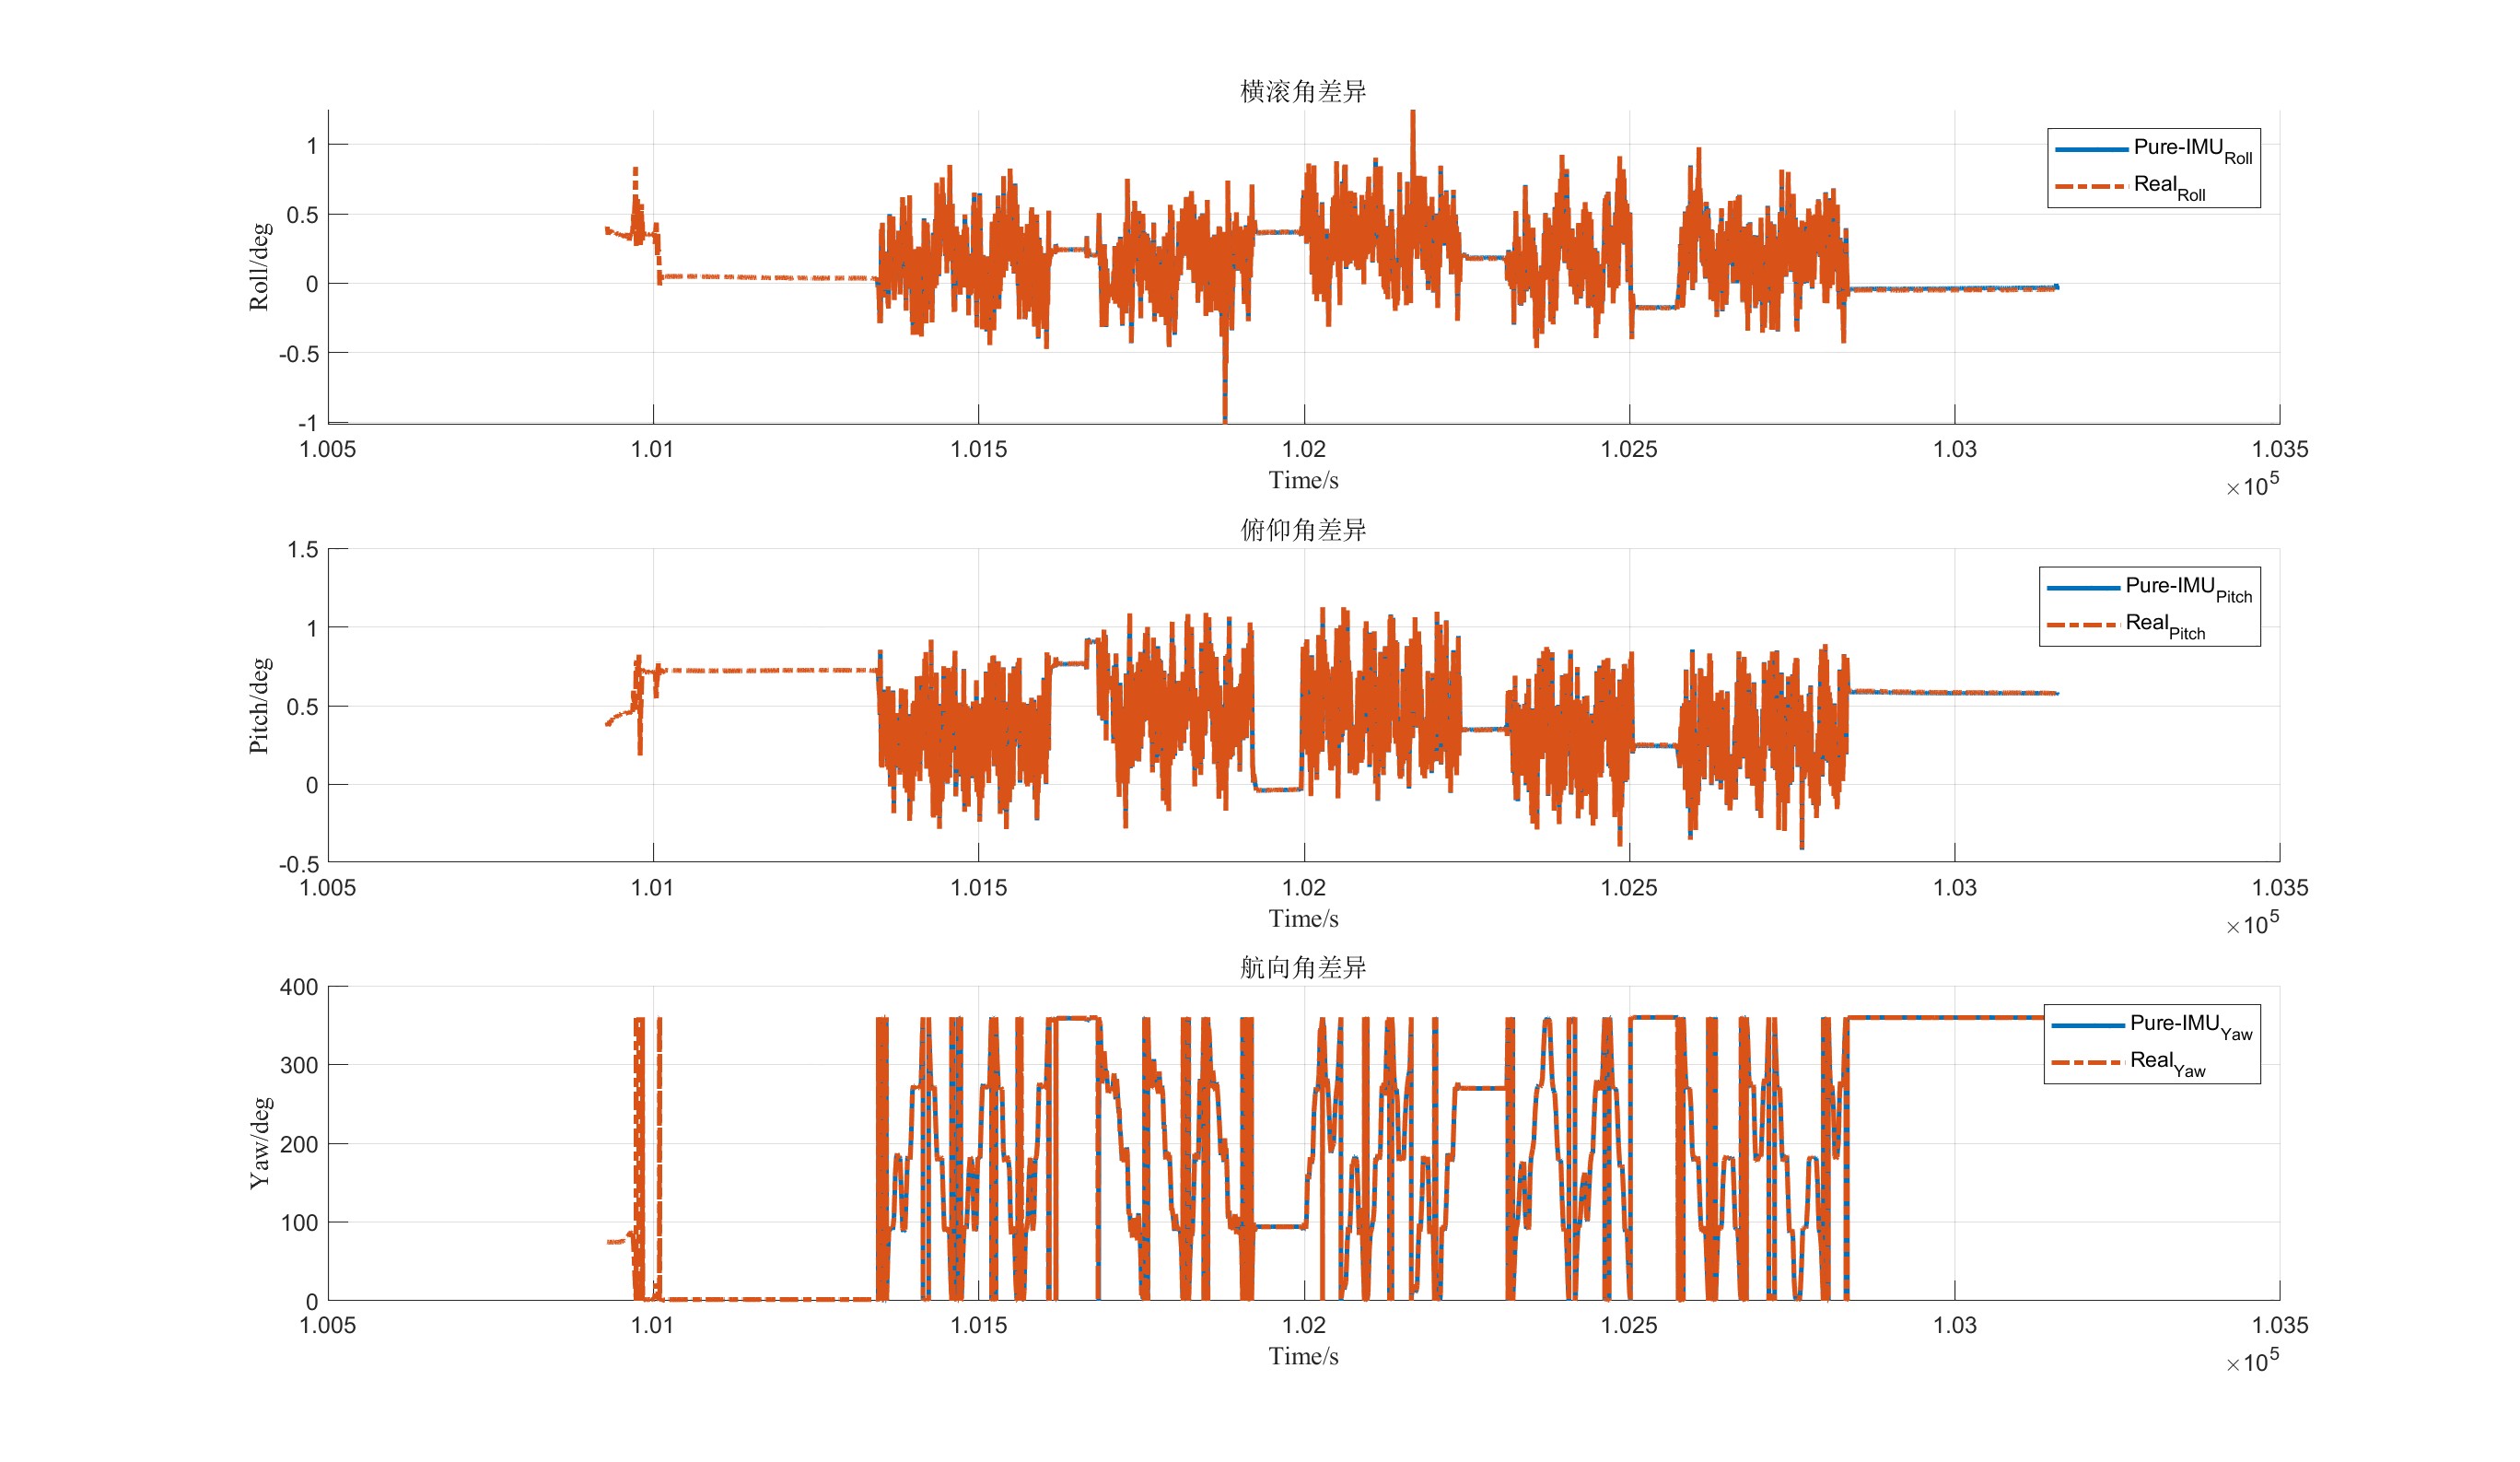 横滚角差异
Roll/deg
1
0.5
0
-0.5
-1
Pure-IMU_Roll
Real_Roll
1.005 1.01 1.015 1.02 1.025 1.03 1.035
Time/s
×10^5
俯仰角差异
Pitch/deg
1.5
1
0.5
0
-0.5
Pure-IMU_Pitch
Real_Pitch
1.005 1.01 1.015 1.02 1.025 1.03 1.035
Time/s
×10^5
航向角差异
Yaw/deg
400
300
200
100
0
Pure-IMU_Yaw
Real_Yaw
1.005 1.01 1.015 1.02 1.025 1.03 1.035
Time/s
×10^5